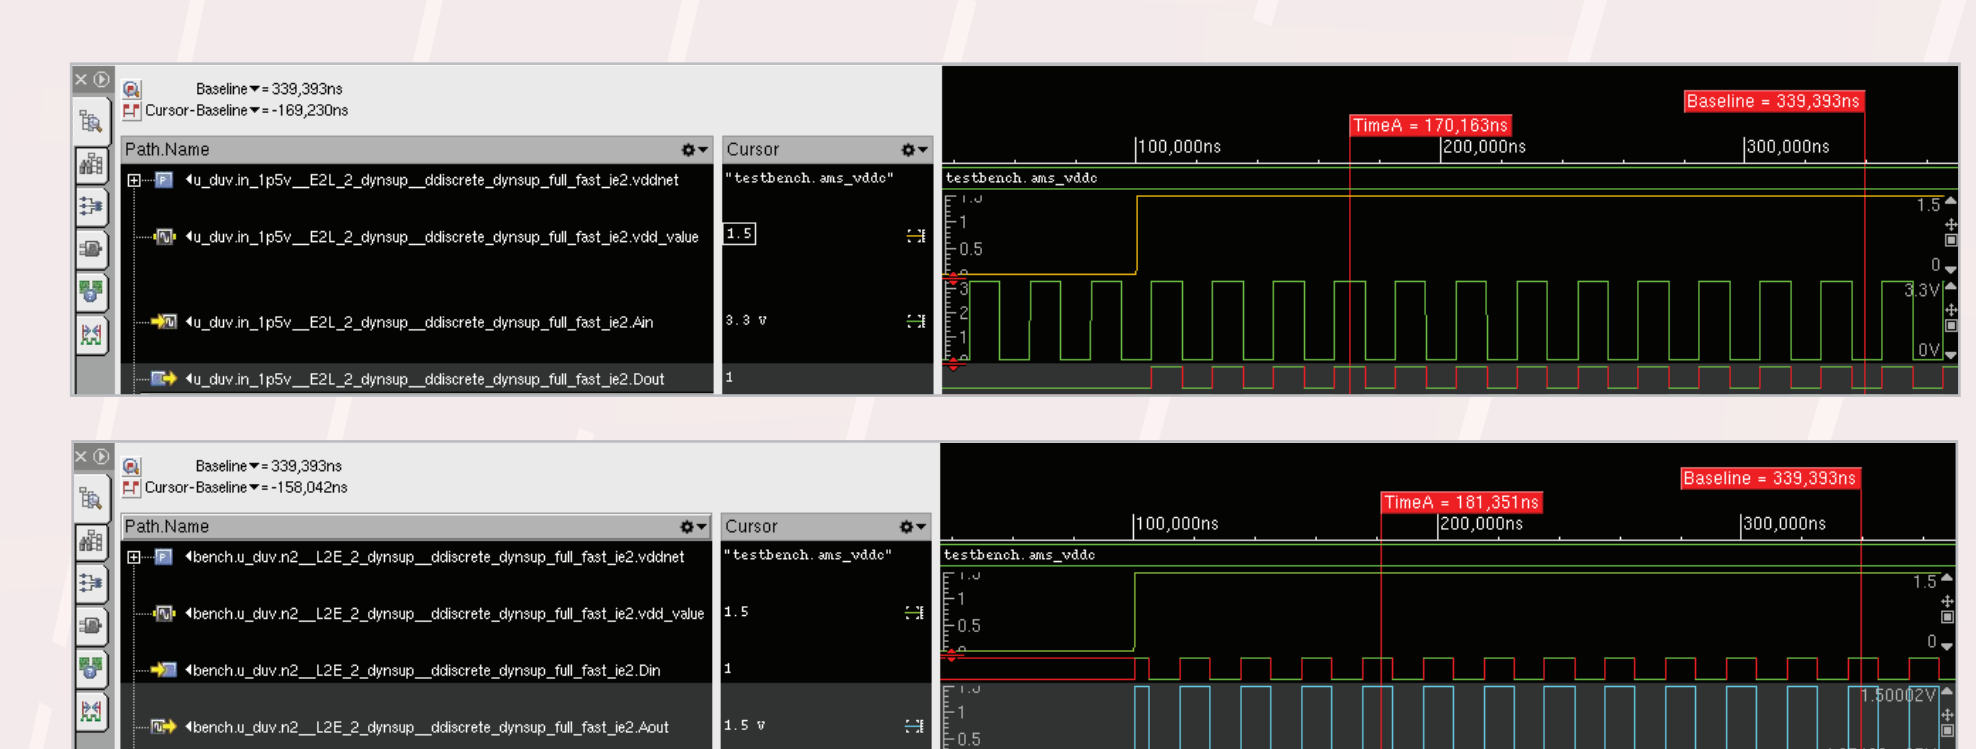 Baseline▼= 339,393ns
Cursor-Baseline▼= -169,230ns
Baseline = 339,393ns
TimeA = 170,163ns
|100,000ns |200,000ns |300,000ns
Path.Name Cursor
u_duv.in_1p5v__E2L_2_dynsup__ddiscrete_dynsup_full_fast_ie2.vddnet "testbench.ams_vddc" testbench.ams_vddc
1.5
1
u_duv.in_1p5v__E2L_2_dynsup__ddiscrete_dynsup_full_fast_ie2.vdd_value 1.5
0.5
0
3.3V
3
2
u_duv.in_1p5v__E2L_2_dynsup__ddiscrete_dynsup_full_fast_ie2.Ain 3.3 V
1
0V
u_duv.in_1p5v__E2L_2_dynsup__ddiscrete_dynsup_full_fast_ie2.Dout 1
Baseline▼= 339,393ns
Cursor-Baseline▼= -158,042ns
Baseline = 339,393ns
TimeA = 181,351ns
|100,000ns |200,000ns |300,000ns
Path.Name Cursor
bench.u_duv.n2__L2E_2_dynsup__ddiscrete_dynsup_full_fast_ie2.vddnet "testbench.ams_vddc" testbench.ams_vddc
1.5
1
bench.u_duv.n2__L2E_2_dynsup__ddiscrete_dynsup_full_fast_ie2.vdd_value 1.5
0.5
0
bench.u_duv.n2__L2E_2_dynsup__ddiscrete_dynsup_full_fast_ie2.Din 1
1.50002V
1
bench.u_duv.n2__L2E_2_dynsup__ddiscrete_dynsup_full_fast_ie2.Aout 1.5 V
0.5